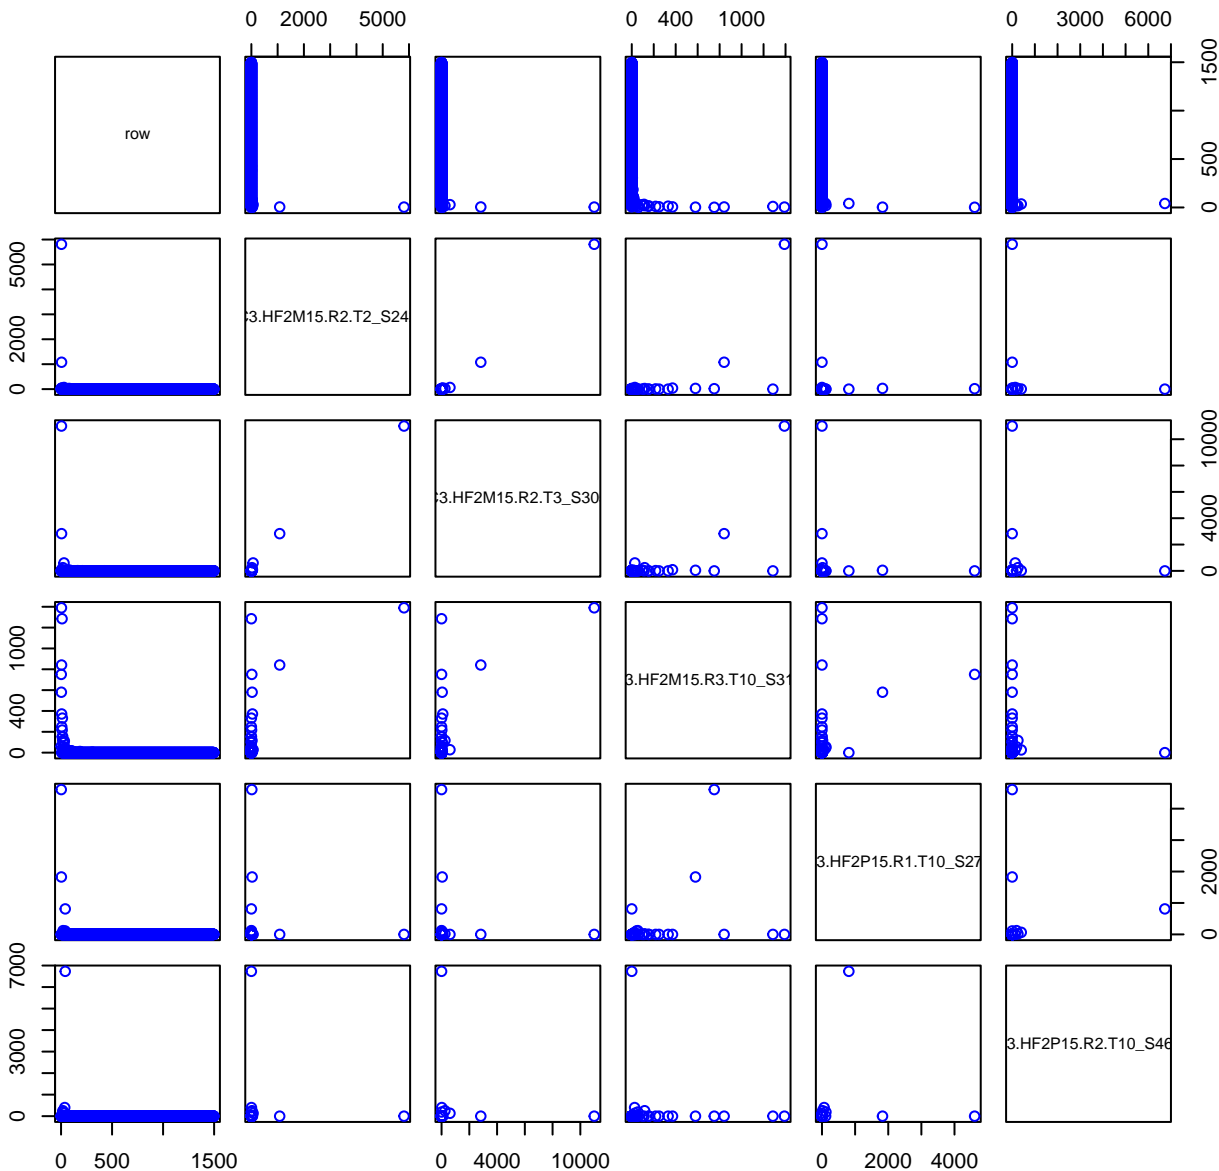 0 2000 5000 0 400 1000 0 3000 6000
row
0 500 1500
0 2000 5000
3.HF2M15.R2.T2_S24
3.HF2M15.R2.T3_S30
0 4000 10000
0 400 1000
3.HF2M15.R3.T10_S31
3.HF2P15.R1.T10_S27
0 2000
0 3000 7000
3.HF2P15.R2.T10_S46
0 500 1500 0 4000 10000 0 2000 4000